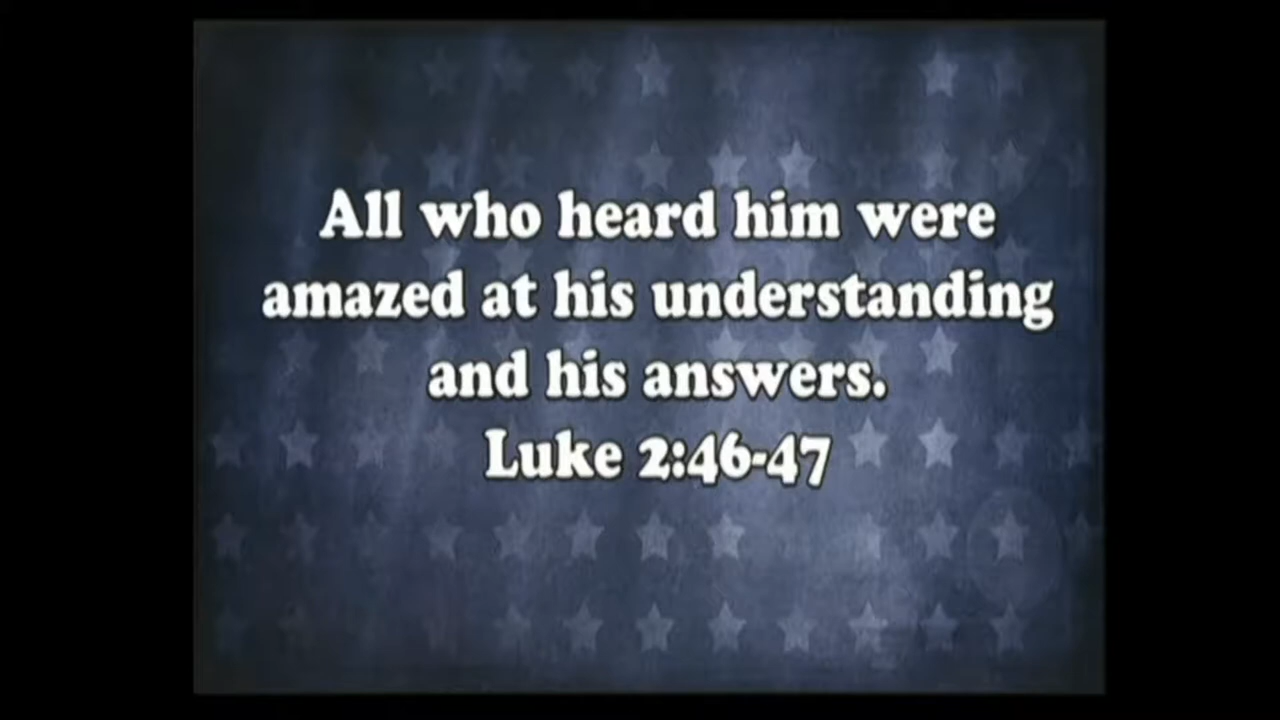 All who heard him were
amazed at his understanding
and his answers.
Luke 2:46-47